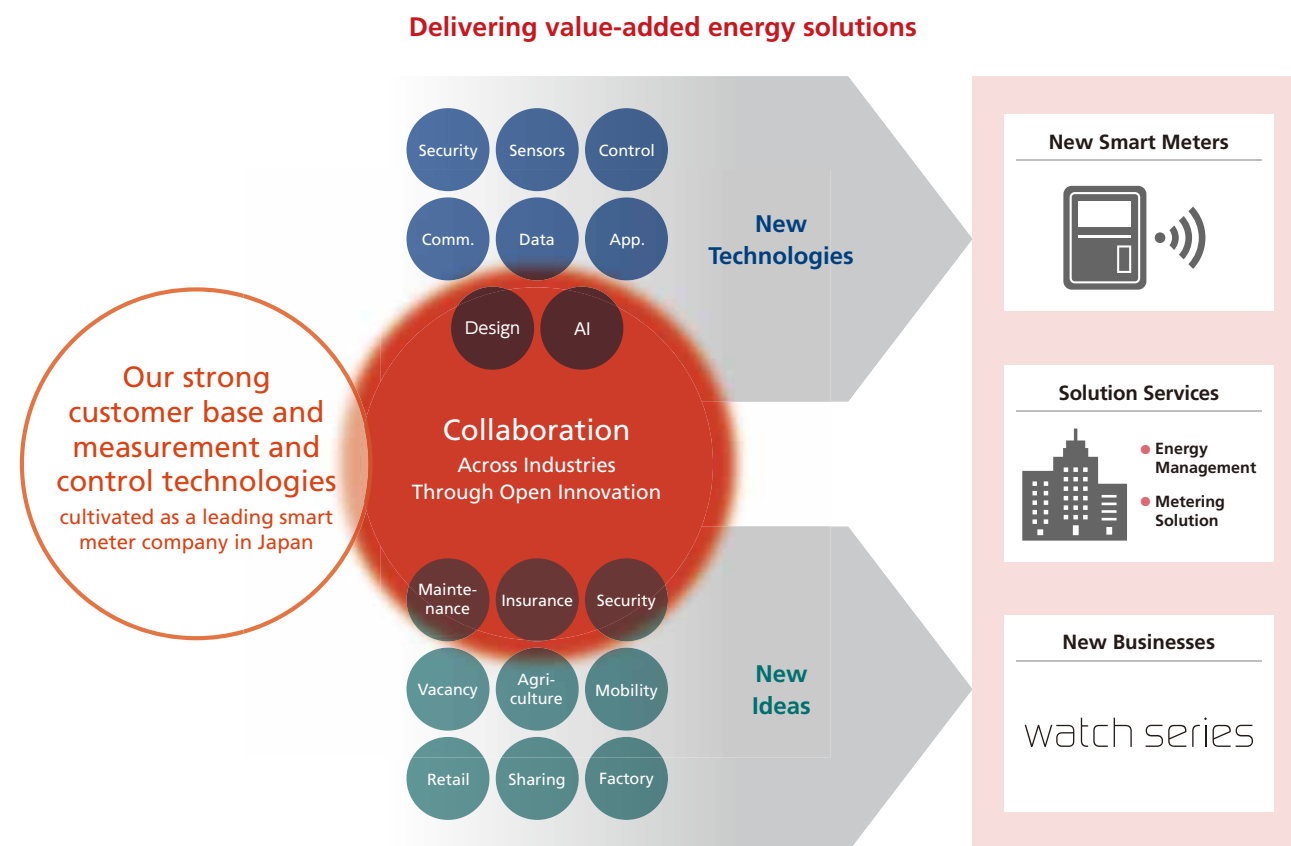 Delivering value-added energy solutions
Our strong
customer base and
measurement and
control technologies
cultivated as a leading smart
meter company in Japan
Security
Sensors
Control
Comm.
Data
App.
Design
AI
Collaboration
Across Industries
Through Open Innovation
Mainte-
nance
Insurance
Security
Vacancy
Agri-
culture
Mobility
Retail
Sharing
Factory
New
Technologies
New
Ideas
New Smart Meters
Solution Services
Energy
Management
Metering
Solution
New Businesses
watch series